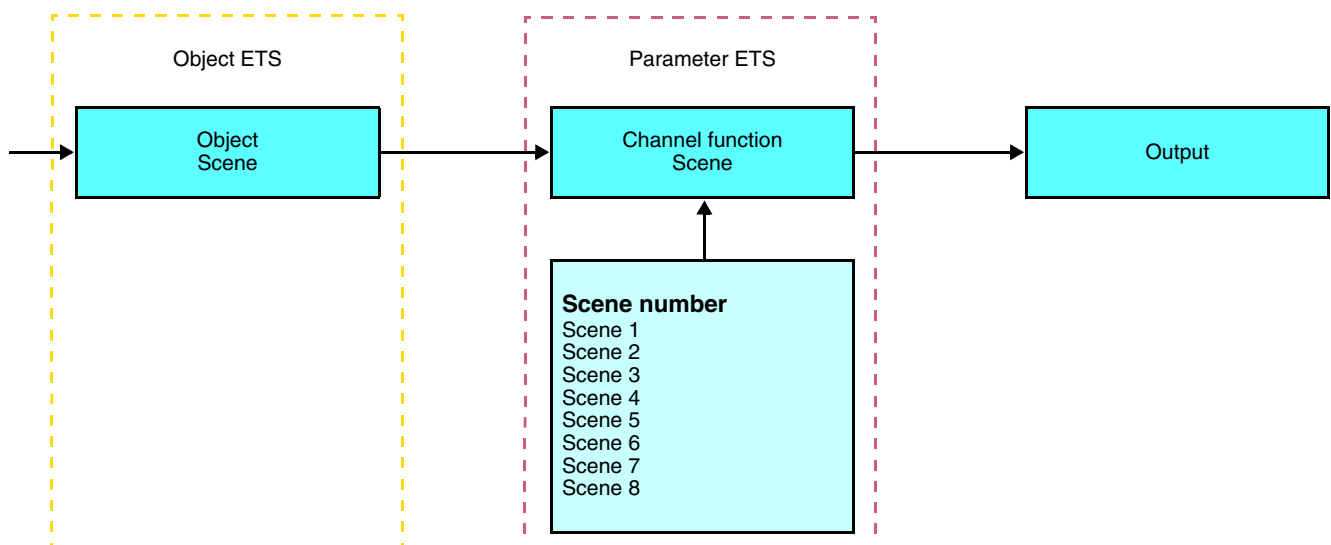 Object ETS
Parameter ETS
Object
Scene
Channel function
Scene
Output
Scene number
Scene 1
Scene 2
Scene 3
Scene 4
Scene 5
Scene 6
Scene 7
Scene 8